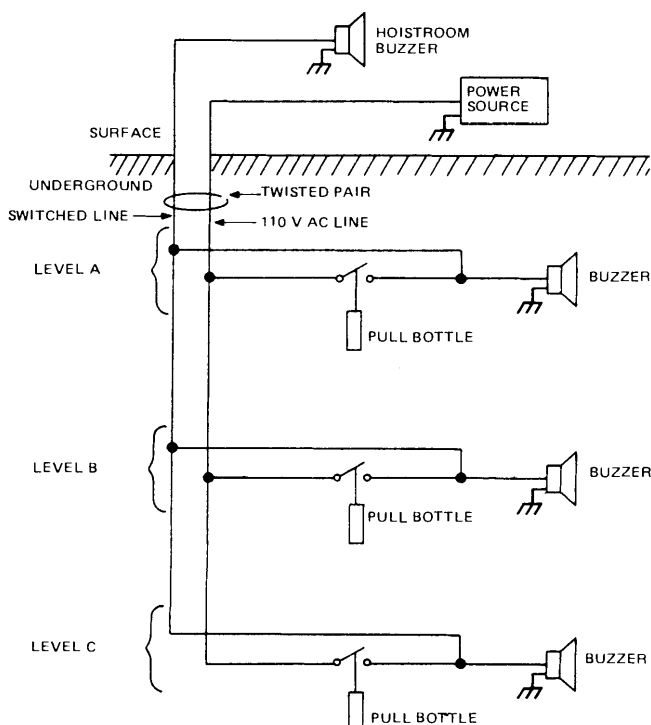 HOISTROOM
BUZZER
POWER
SOURCE
SURFACE
UNDERGROUND
TWISTED PAIR
SWITCHED LINE
110 V AC LINE
LEVEL A
BUZZER
PULL BOTTLE
LEVEL B
BUZZER
PULL BOTTLE
LEVEL C
BUZZER
PULL BOTTLE